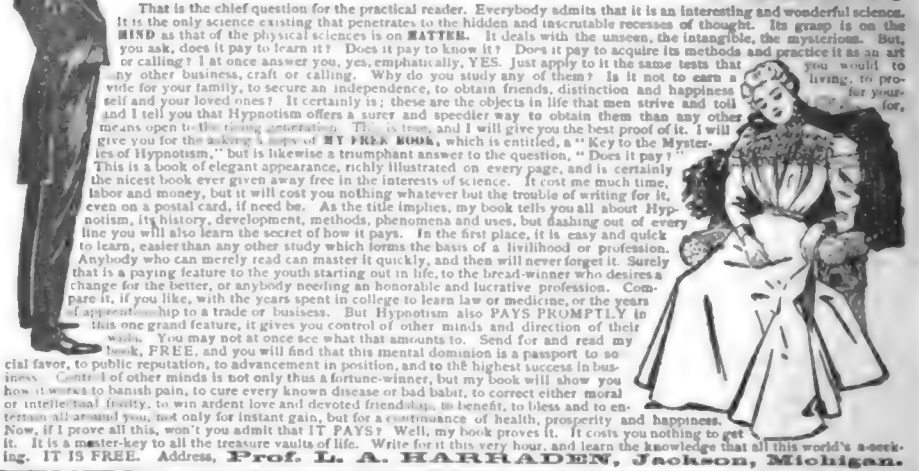 That is the chief question for the practical reader. Everybody admits that it is an interesting and wonderful science.
It is the only science existing that penetrates to the hidden and inscrutable recesses of thought. Its grasp is on the
MIND as that of the physical sciences is on MATTER. It deals with the unseen, the intangible, the mysterious. But,
you ask, does it pay to learn it? Does it pay to know it? Does it pay to acquire its methods and practice it as an art
or calling? I at once answer you, yes, emphatically, YES. Just apply to it the same tests that you would to
ny other business, craft or calling. Why do you study any of them? Is it not to earn a living, to pro-
vide for your family, to secure an independence, to obtain friends, distinction and happiness for your-
self and your loved ones? It certainly is; these are the objects in life that men strive and toil for,
and I tell you that Hypnotism offers a surer and speedier way to obtain them than any other
means open to the generation. This is true, and I will give you the best proof of it. I will
give you for the asking a copy of MY FREE BOOK, which is entitled, a "Key to the Myster-
ies of Hypnotism," but is likewise a triumphant answer to the question, "Does it pay?"
This is a book of elegant appearance, richly illustrated on every page, and is certainly
the nicest book ever given away free in the interests of science. It cost me much time,
labor and money, but it will cost you nothing whatever but the trouble of writing for it,
even on a postal card, if need be. As the title implies, my book tells you all about Hyp-
notism, its history, development, methods, phenomena and uses, but flashing out of every
line you will also learn the secret of how it pays. In the first place, it is easy and quick
to learn, easier than any other study which forms the basis of a livilihood or profession.
Anybody who can merely read can master it quickly, and then will never forget it. Surely
that is a paying feature to the youth starting out in life, to the bread-winner who desires a
change for the better, or anybody needing an honorable and lucrative profession. Com-
pare it, if you like, with the years spent in college to learn law or medicine, or the years
of apprenticeship to a trade or busisess. But Hypnotism also PAYS PROMPTLY in
this one grand feature, it gives you control of other minds and direction of their
wills. You may not at once see what that amounts to. Send for and read my
book, FREE, and you will find that this mental dominion is a passport to so
cial favor, to public reputation, to advancement in position, and to the highest success in bus-
iness. Control of other minds is not only thus a fortune-winner, but my book will show you
how it works to banish pain, to cure every known disease or bad habit, to correct either moral
or intellectual frailty, to win ardent love and devoted friendship, to benefit, to bless and to en-
tertain all around you, not only for instant gain, but for a continuance of health, prosperity and happiness.
Now, if I prove all this, won't you admit that IT PAYS? Well, my book proves it. It costs you nothing to get
it. It is a master-key to all the treasure vaults of life. Write for it this very hour, and learn the knowledge that all this world's a-seek-
ing. IT IS FREE. Address, Prof. L. A. HARRADEN, Jackson, Michigan.